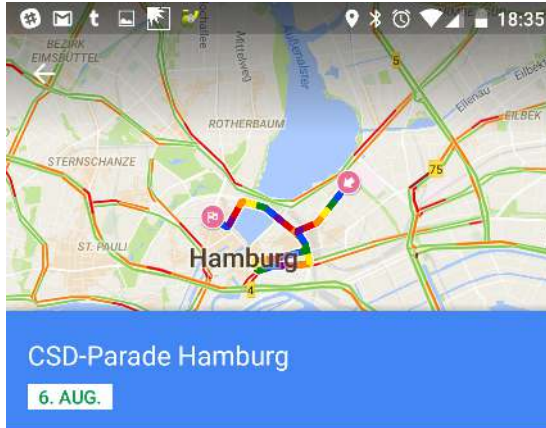 t
18:35
BEZIRK
EIMSBÜTTEL
Mittelweg
Außenalster
5
Eilenau
EILBEK
ROTHERBAUM
STERNSCHANZE
75
ST. PAULI
Hamburg
4
CSD-Parade Hamburg
6. AUG.